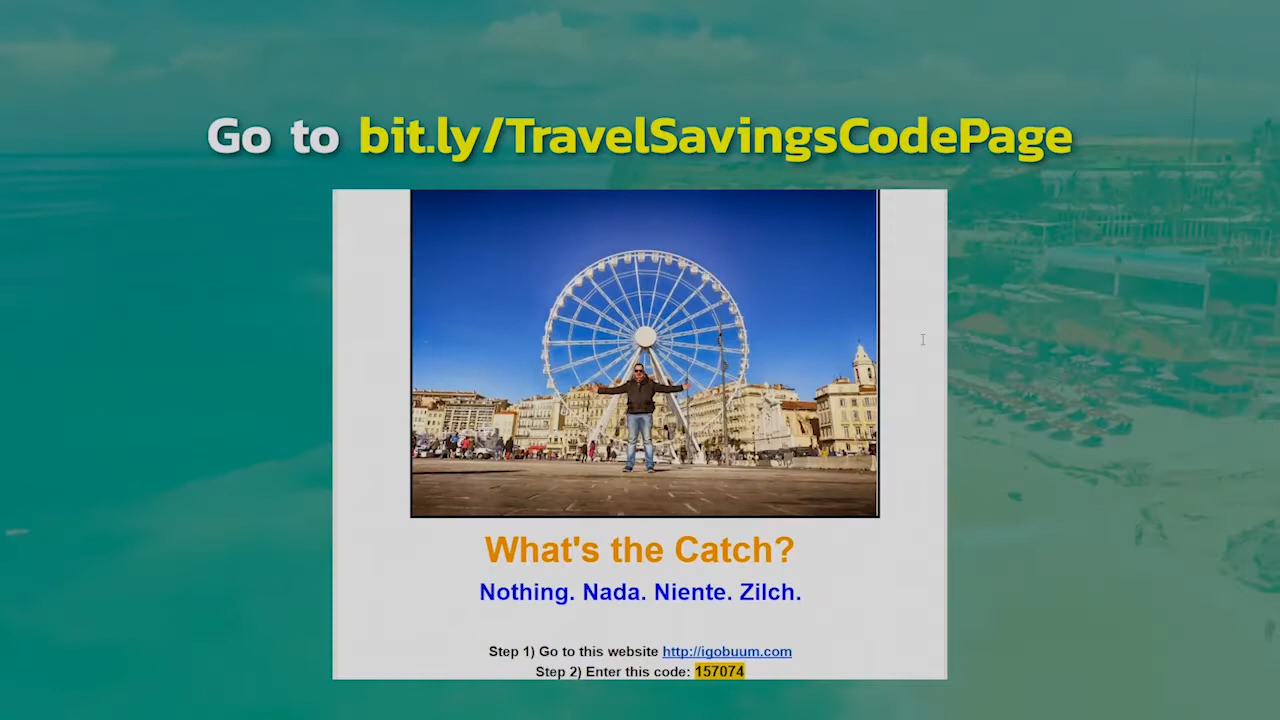 Go to bit.ly/TravelSavingsCodePage
What's the Catch?
Nothing. Nada. Niente. Zilch.
Step 1) Go to this website http://igobuum.com
Step 2) Enter this code: 157074